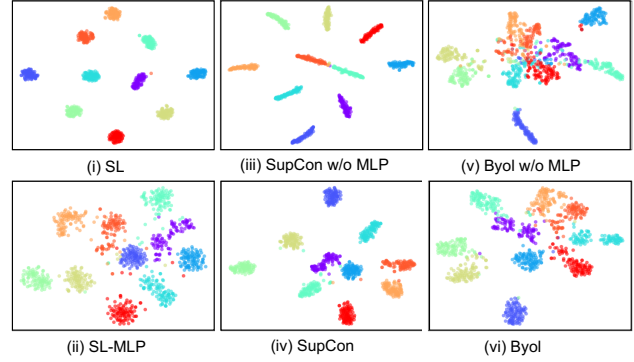 (i) SL
(iii) SupCon w/o MLP
(v) Byol w/o MLP
(ii) SL-MLP
(iv) SupCon
(vi) Byol